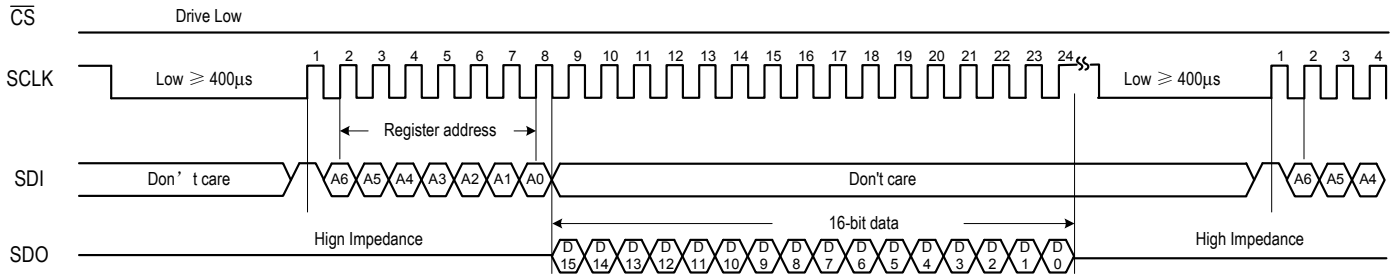 CS Drive Low
1 2 3 4 5 6 7 8 9 10 11 12 13 14 15 16 17 18 19 20 21 22 23 24 1 2 3 4
SCLK Low ≥ 400μs Low ≥ 400μs
Register address
SDI Don't care A6 A5 A4 A3 A2 A1 A0 Don't care A6 A5 A4
16-bit data
SDO Hign Impedance D15 D14 D13 D12 D11 D10 D9 D8 D7 D6 D5 D4 D3 D2 D1 D0 High Impedance